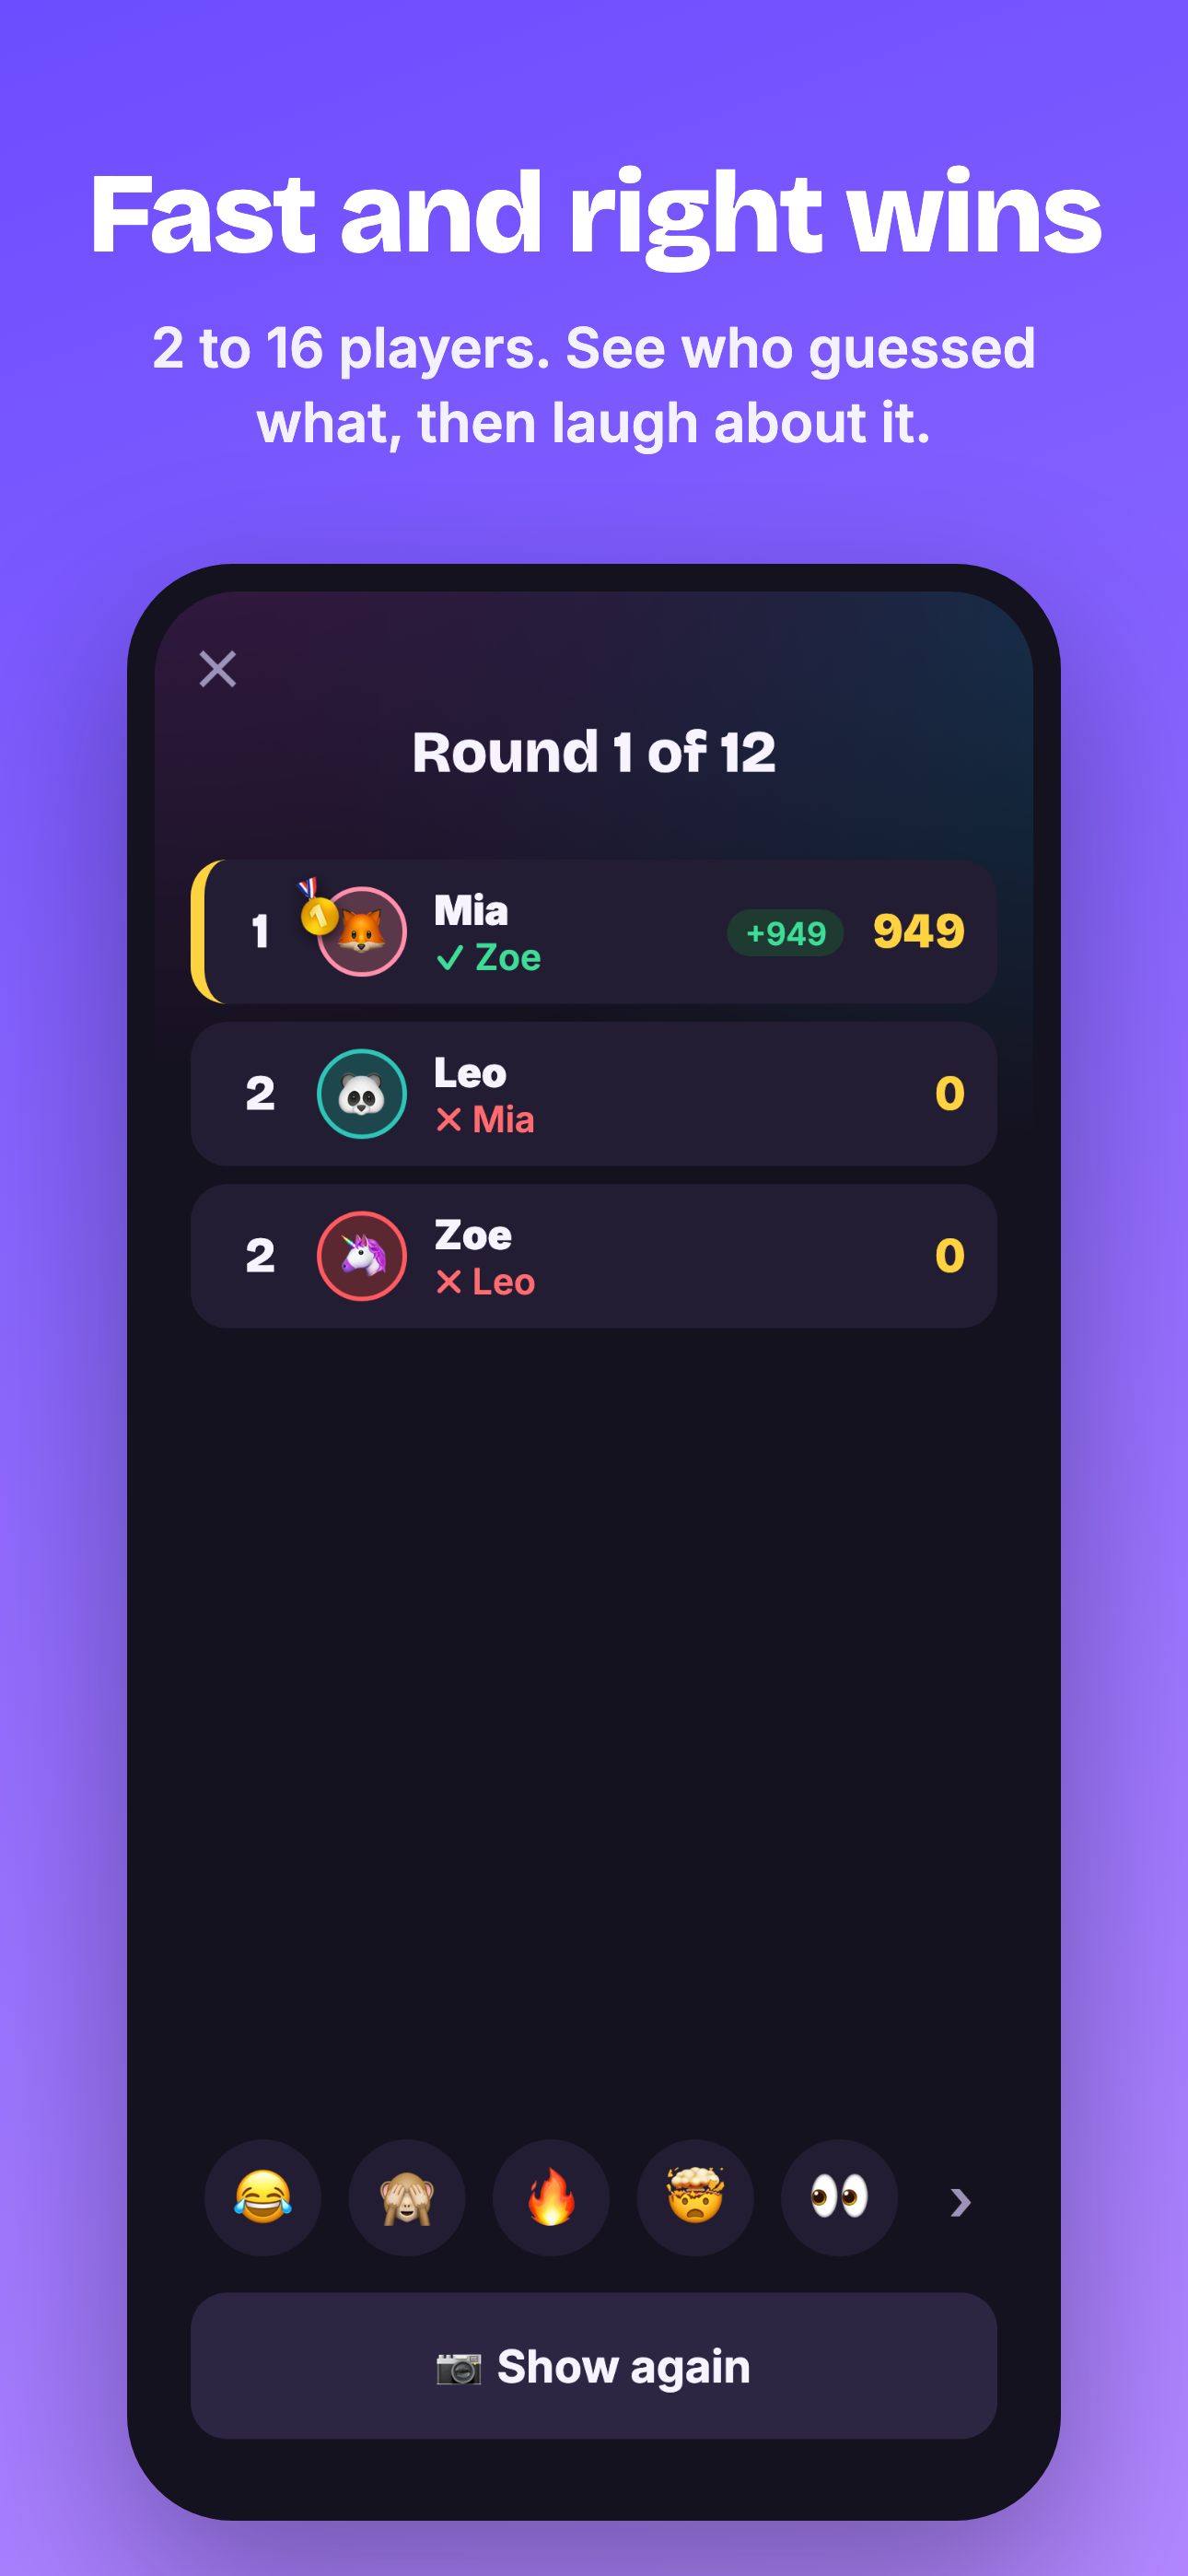 Fast and right wins
2 to 16 players. See who guessed
what, then laugh about it.
Round 1 of 12
1
1
Mia
✓ Zoe
+949
949
2
Leo
✕ Mia
0
2
Zoe
✕ Leo
0
Show again